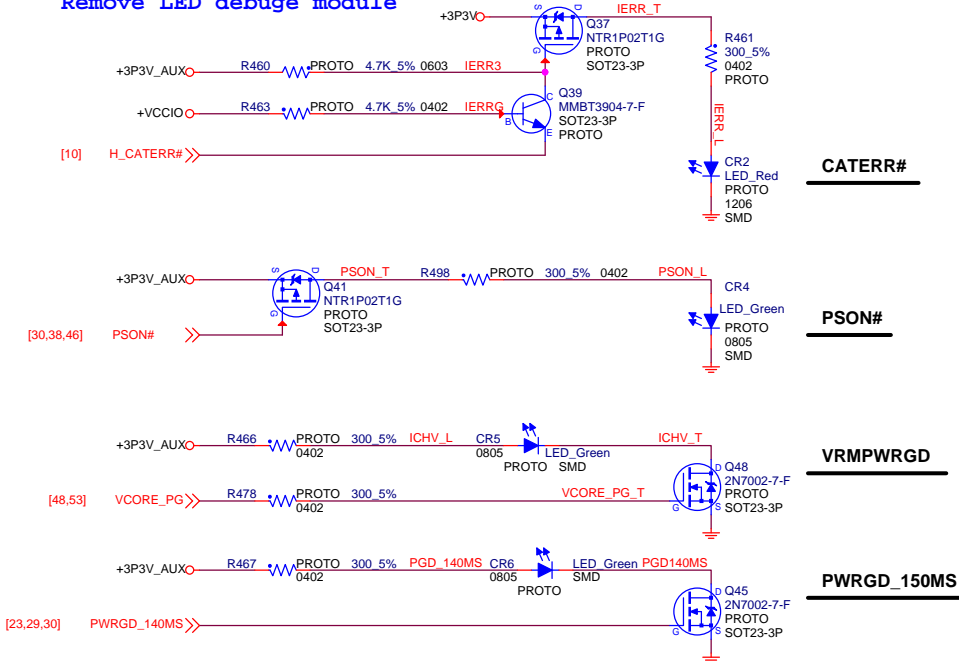 Remove LED debuge module
+3P3V
S
D
G
IERR_T
Q37
NTR1P02T1G
PROTO
SOT23-3P
R461
300_5%
0402
PROTO
+3P3V_AUX
R460
PROTO
4.7K_5%
0603
IERR3
+VCCIO
R463
PROTO
4.7K_5%
0402
IERRG
B
C
E
Q39
MMBT3904-7-F
SOT23-3P
PROTO
IERR_L
[10]
H_CATERR#
CR2
LED_Red
PROTO
1206
SMD
CATERR#
+3P3V_AUX
S
D
G
PSON_T
R498
PROTO
300_5%
0402
PSON_L
Q41
NTR1P02T1G
PROTO
SOT23-3P
CR4
LED_Green
PROTO
0805
SMD
PSON#
[30,38,46]
PSON#
+3P3V_AUX
R466
PROTO
0402
300_5%
ICHV_L
CR5
0805
PROTO
LED_Green
SMD
ICHV_T
VRMPWRGD
D
G
S
Q48
2N7002-7-F
PROTO
SOT23-3P
[48,53]
VCORE_PG
R478
PROTO
0402
300_5%
VCORE_PG_T
+3P3V_AUX
R467
PROTO
0402
300_5%
PGD_140MS
CR6
0805
PROTO
LED_Green
SMD
PGD140MS
PWRGD_150MS
D
G
S
Q45
2N7002-7-F
PROTO
SOT23-3P
[23,29,30]
PWRGD_140MS